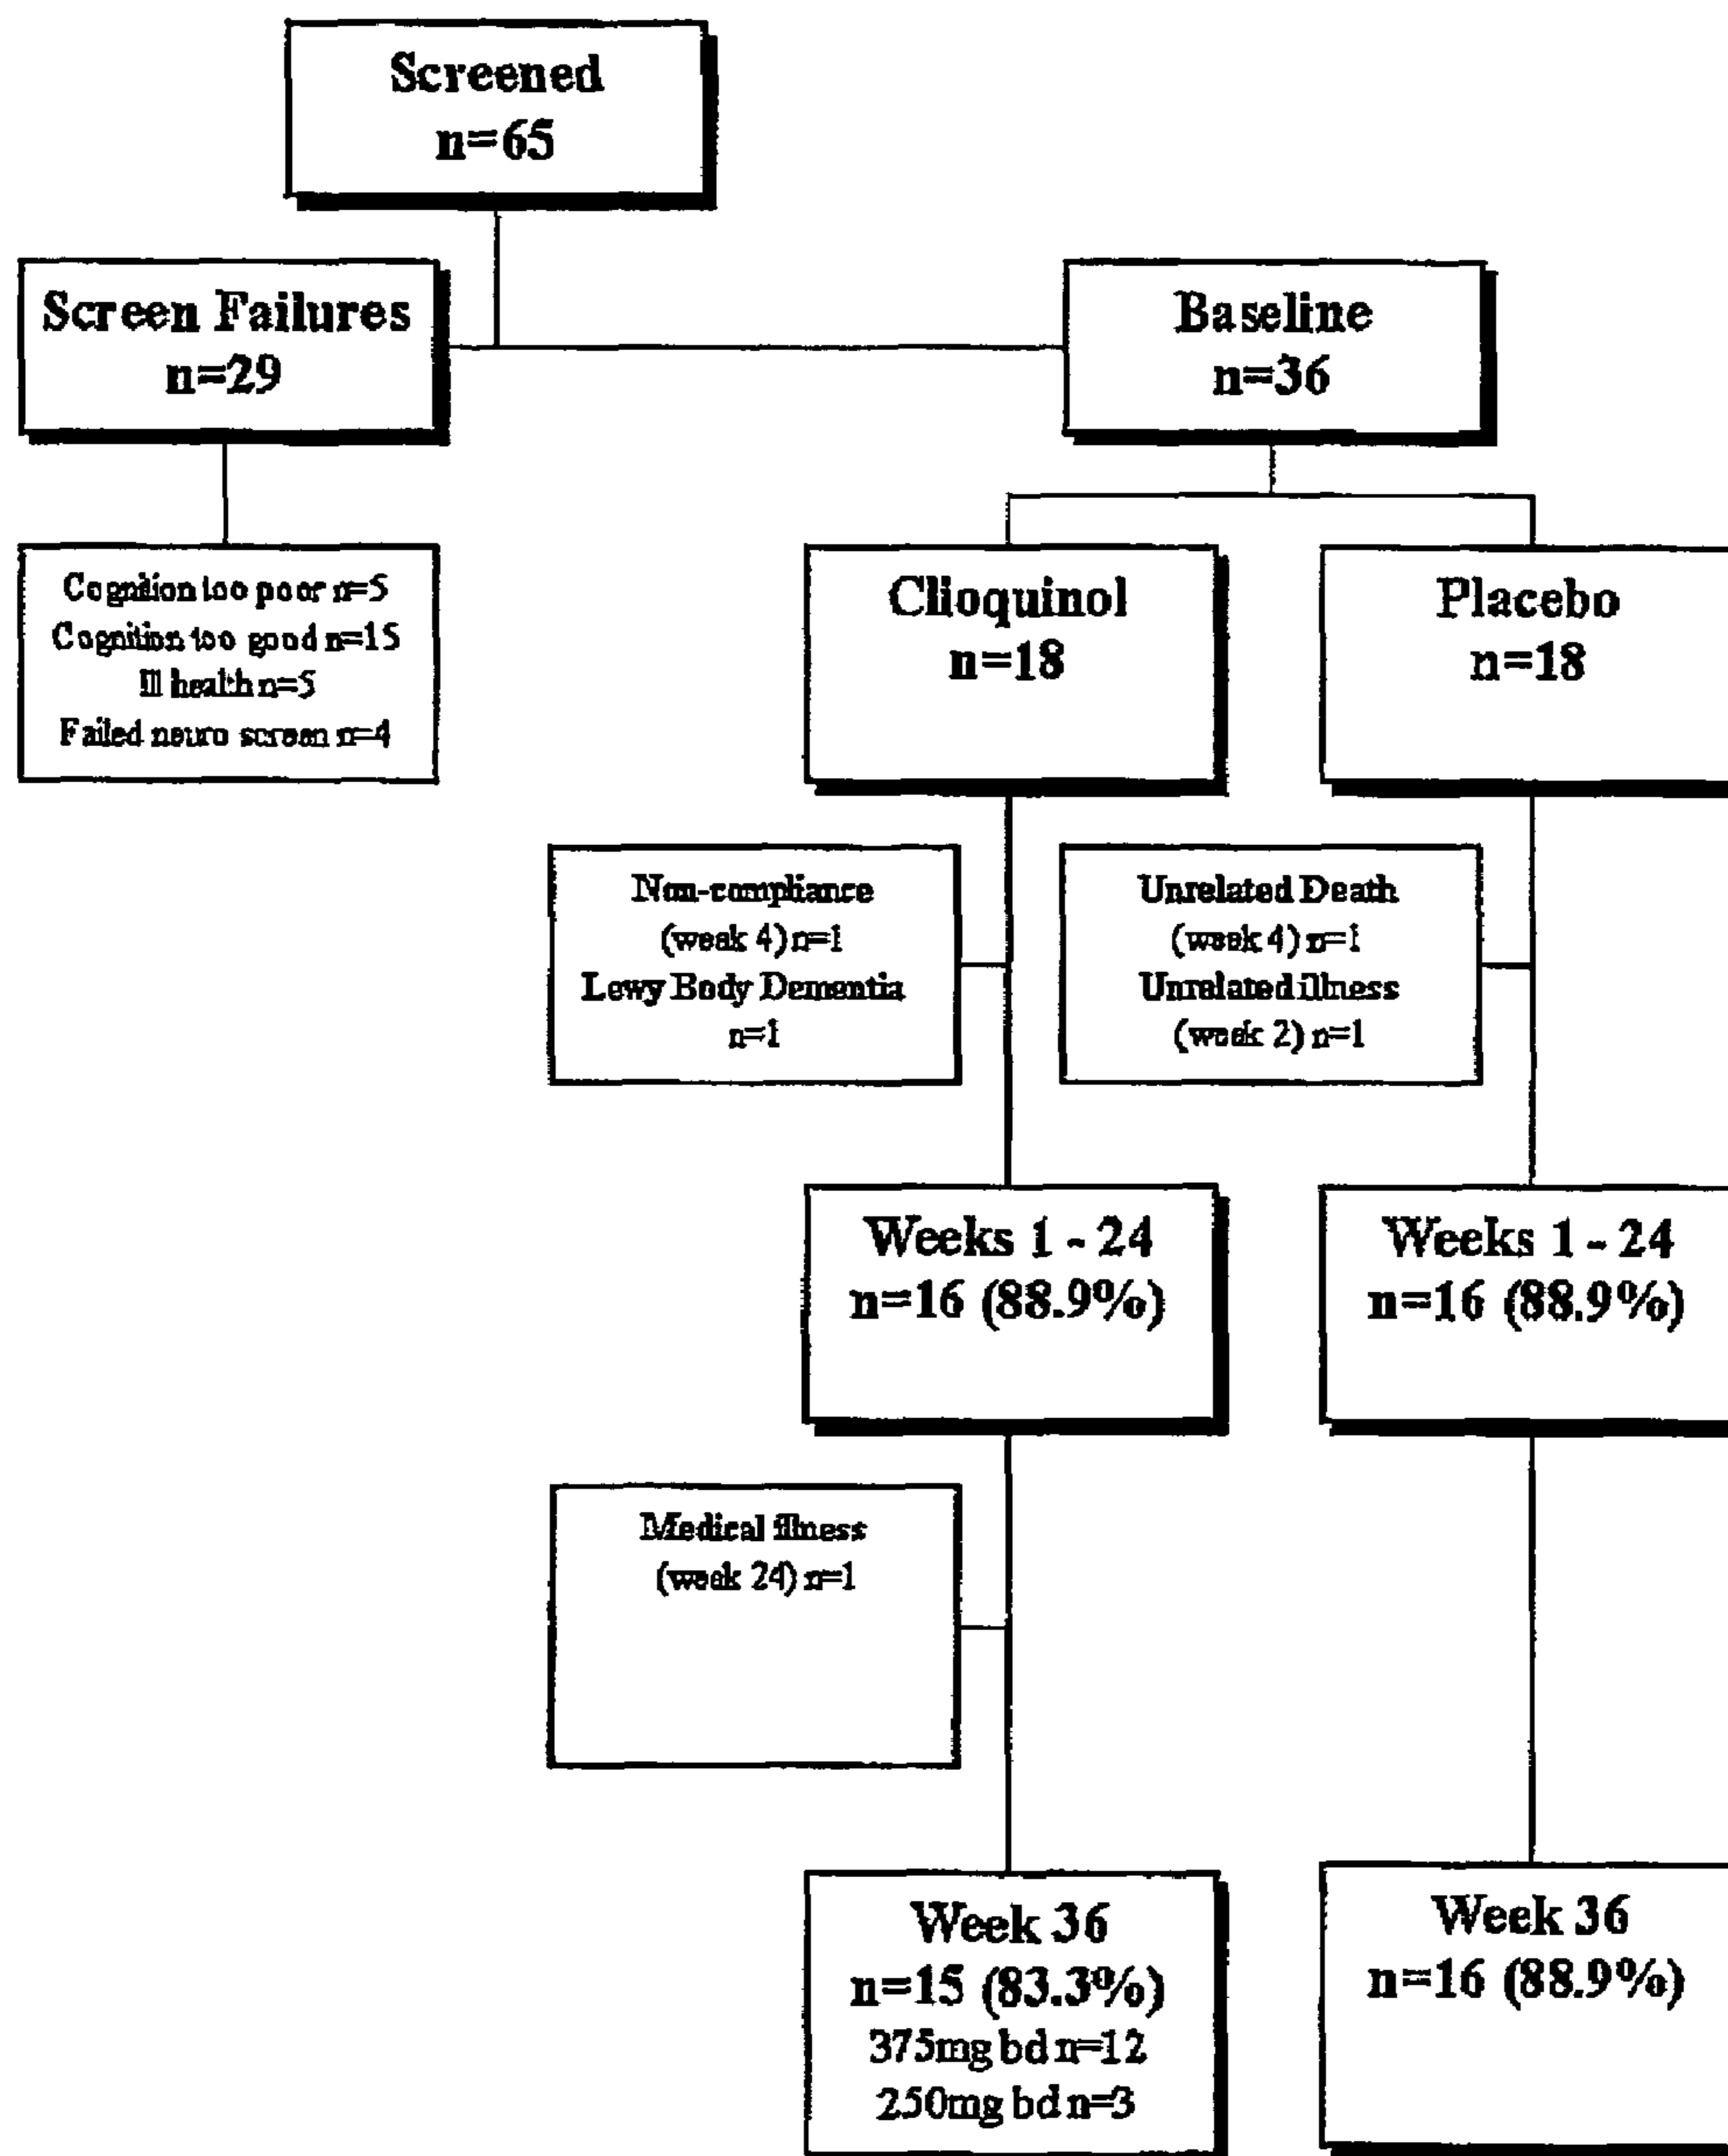 Screened
n=65
Screen Failures
n=29
Baseline
n=36
Cognition too poor n=5
Cognition too good n=15
Ill health n=5
Failed neuro screen n=4
Clioquinol
n=18
Placebo
n=18
Non-compliance
(week 4) n=1
Lewy Body Dementia
n=1
Unrelated Death
(week 4) n=1
Unrelated illness
(week 2) n=1
Weeks 1 - 24
n=16 (88.9%)
Weeks 1 - 24
n=16 (88.9%)
Medical illness
(week 24) n=1
Week 36
n=15 (83.3%)
375mg bd n=12
250mg bd n=3
Week 36
n=16 (88.9%)